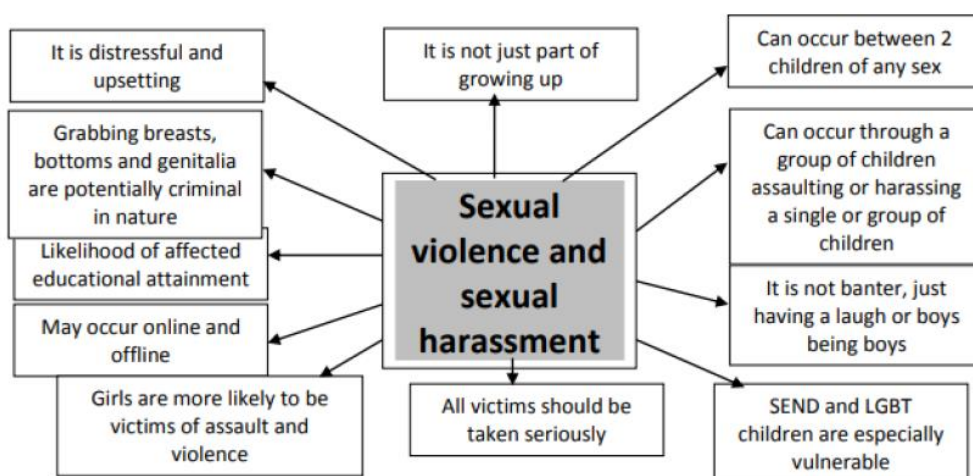 It is distressful and
upsetting
It is not just part of
growing up
Can occur between 2
children of any sex
Grabbing breasts,
bottoms and genitalia
are potentially criminal
in nature
Can occur through a
group of children
assaulting or harassing
a single or group of
children
Sexual
violence and
sexual
harassment
Likelihood of affected
educational attainment
It is not banter, just
having a laugh or boys
being boys
May occur online and
offline
Girls are more likely to be
victims of assault and
violence
All victims should be
taken seriously
SEND and LGBT
children are especially
vulnerable